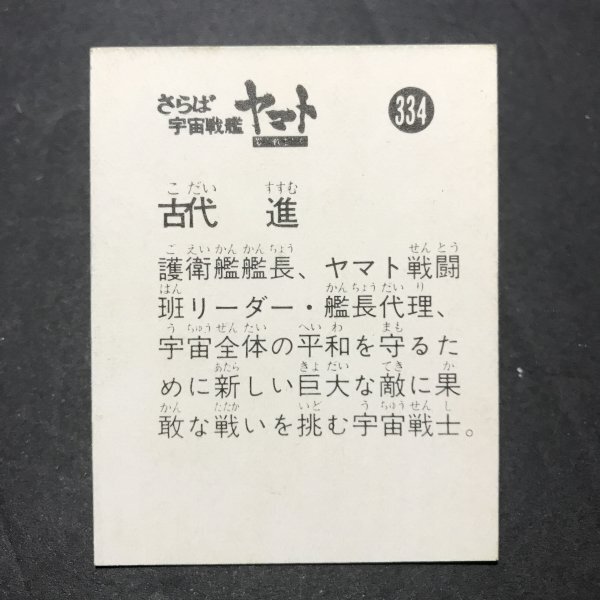 さらば
宇宙戦艦
ヤマト
334
こ だい すすむ
古代 進
ご えい かん かん ちょう せん とう
護衛艦艦長、ヤマト戦闘
はん かん ちょう だい り
班リーダー・艦長代理、
う ちゅう ぜん たい へい わ まも
宇宙全体の平和を守るた
あたら きょ だい てき か
めに新しい巨大な敵に果
かん たたか いど う ちゅう せん し
敢な戦いを挑む宇宙戦士。